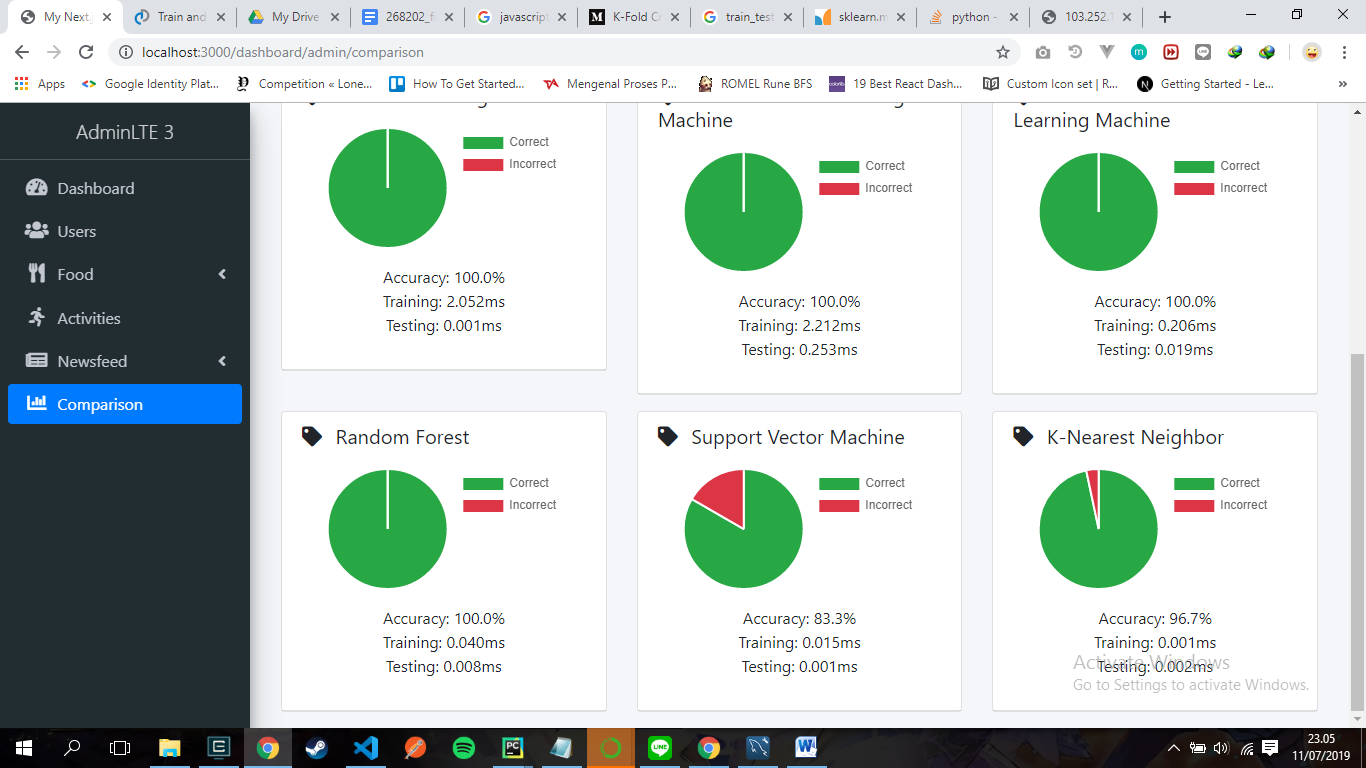 My Next.
Train and
My Drive
268202_f
javascrip
K-Fold C
train_test
sklearn.m
python -
103.252.1
localhost:3000/dashboard/admin/comparison
Apps
Google Identity Plat...
Competition « Lone...
How To Get Started...
Mengenal Proses P...
ROMEL Rune BFS
19 Best React Dash...
Custom Icon set | R...
Getting Started - Le...
»
AdminLTE 3
Dashboard
Users
Food
Activities
Newsfeed
Comparison
Correct
Incorrect
Accuracy: 100.0%
Training: 2.052ms
Testing: 0.001ms
Machine
Correct
Incorrect
Accuracy: 100.0%
Training: 2.212ms
Testing: 0.253ms
Learning Machine
Correct
Incorrect
Accuracy: 100.0%
Training: 0.206ms
Testing: 0.019ms
Random Forest
Correct
Incorrect
Accuracy: 100.0%
Training: 0.040ms
Testing: 0.008ms
Support Vector Machine
Correct
Incorrect
Accuracy: 83.3%
Training: 0.015ms
Testing: 0.001ms
K-Nearest Neighbor
Correct
Incorrect
Accuracy: 96.7%
Training: 0.001ms
Testing: 0.002ms
Activate Windows
Go to Settings to activate Windows.
23.05
11/07/2019